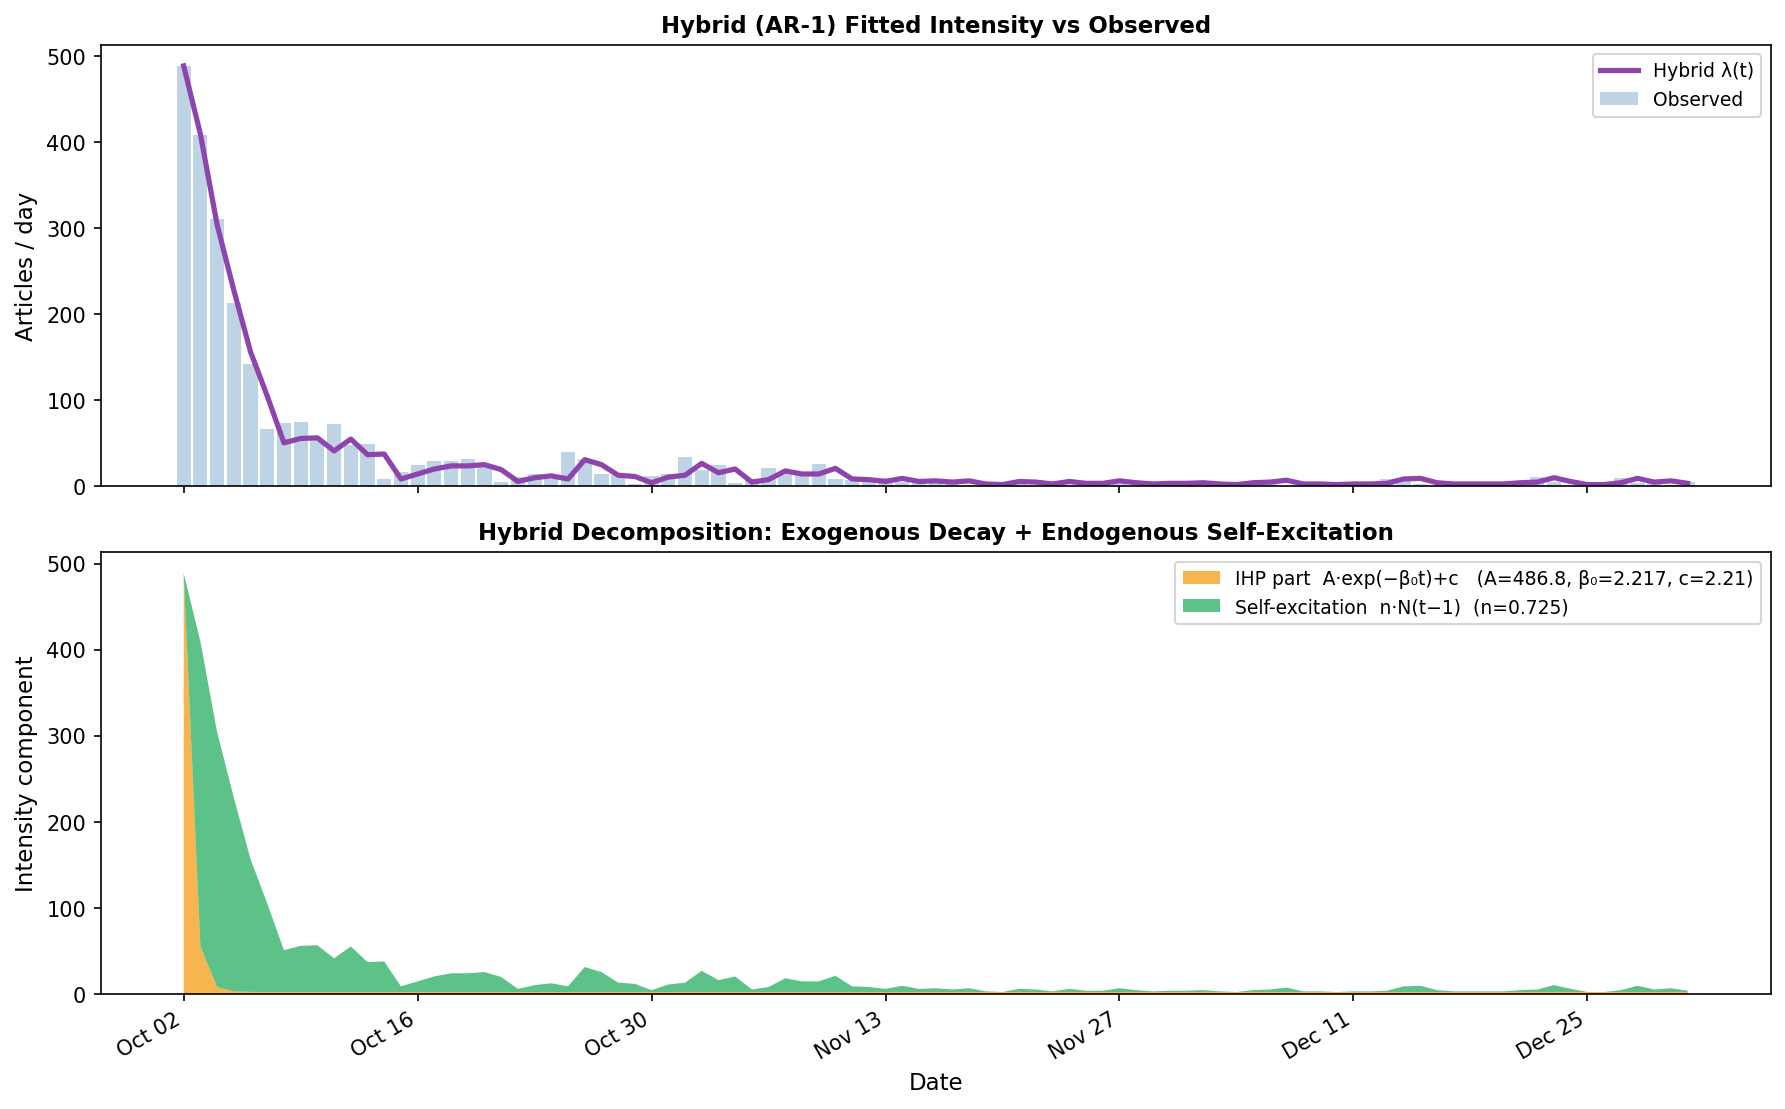 Hybrid (AR-1) Fitted Intensity vs Observed
500
400
300
200
100
0
Articles / day
Hybrid λ(t)
Observed
Hybrid Decomposition: Exogenous Decay + Endogenous Self-Excitation
500
400
300
200
100
0
Intensity component
IHP part  A·exp(−β₀t)+c   (A=486.8, β₀=2.217, c=2.21)
Self-excitation  n·N(t−1)  (n=0.725)
Oct 02
Oct 16
Oct 30
Nov 13
Nov 27
Dec 11
Dec 25
Date